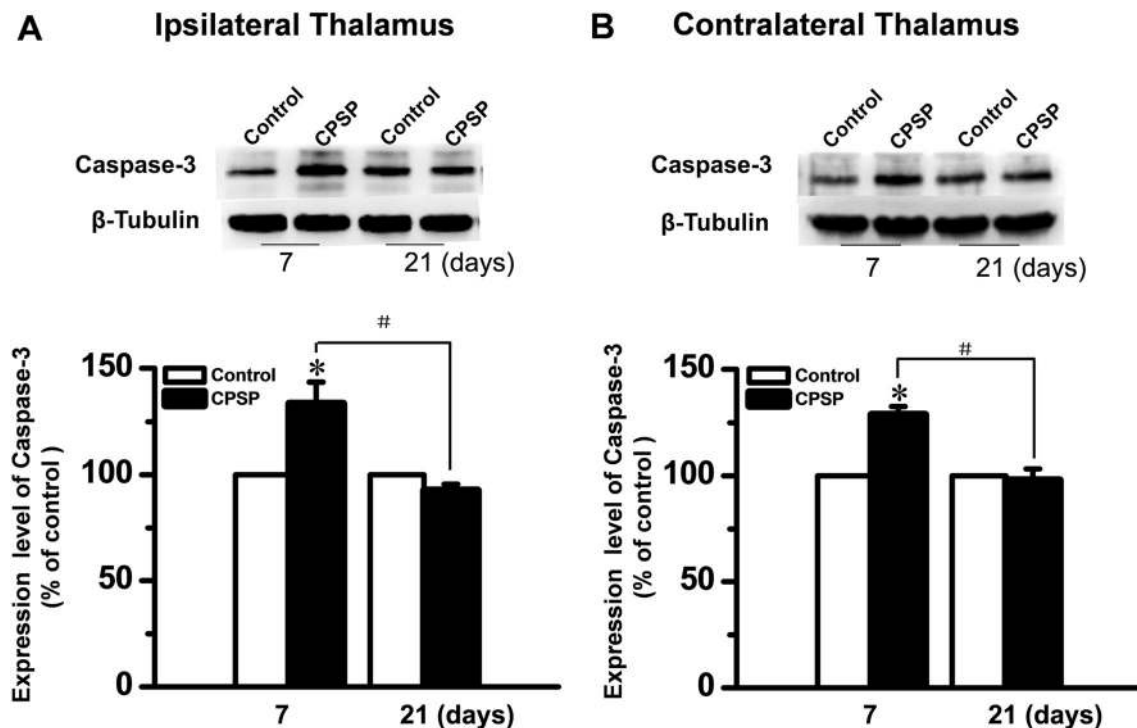 A Ipsilateral Thalamus
Control CPSP Control CPSP
Caspase-3
β-Tubulin
7 21 (days)
#
*
Expression level of Caspase-3
(% of control )
150
100
50
0
Control
CPSP
7 21 (days)
B Contralateral Thalamus
Control CPSP Control CPSP
Caspase-3
β-Tubulin
7 21 (days)
#
*
Expression level of Caspase-3
(% of control)
150
100
50
0
Control
CPSP
7 21 (days)